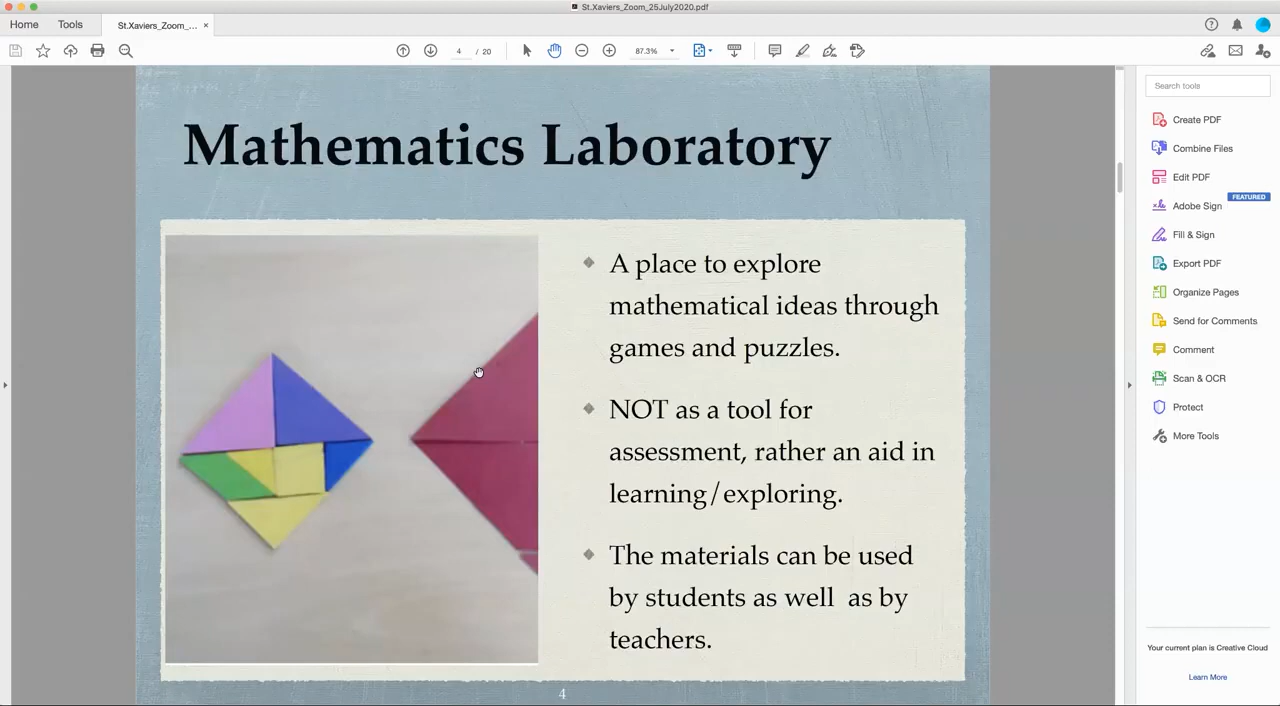 St.Xaviers_Zoom_25July2020.pdf
Home Tools St.Xaviers_Zoom_... ×
4 / 20 87.3%
Mathematics Laboratory
A place to explore
mathematical ideas through
games and puzzles.
NOT as a tool for
assessment, rather an aid in
learning/exploring.
The materials can be used
by students as well as by
teachers.
4
Search tools
Create PDF
Combine Files
Edit PDF
FEATURED
Adobe Sign
Fill & Sign
Export PDF
Organize Pages
Send for Comments
Comment
Scan & OCR
Protect
More Tools
Your current plan is Creative Cloud
Learn More